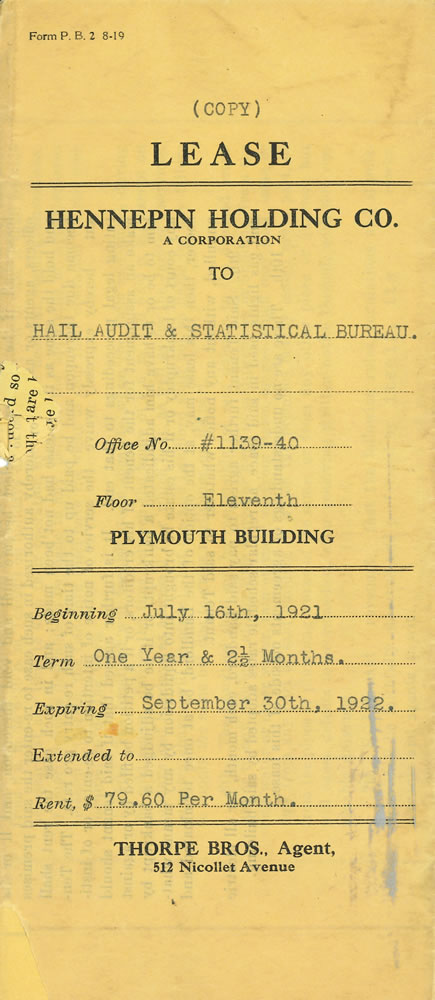 Form P. B. 2 8-19
(COPY)
LEASE
HENNEPIN HOLDING CO.
A CORPORATION
TO
HAIL AUDIT & STATISTICAL BUREAU.
Office No. #1139-40
Floor Eleventh
PLYMOUTH BUILDING
Beginning July 16th, 1921
Term One Year & 2½ Months.
Expiring September 30th, 1922.
Extended to
Rent, $ 79.60 Per Month.
THORPE BROS., Agent,
512 Nicollet Avenue